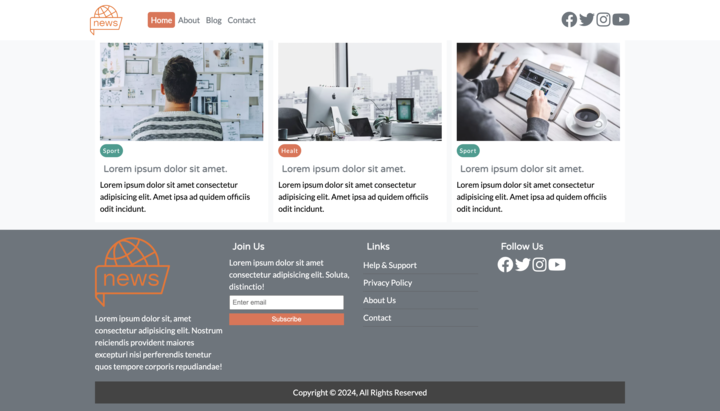 news
Home About Blog Contact
Sport
Lorem ipsum dolor sit amet.
Lorem ipsum dolor sit amet consectetur
adipisicing elit. Amet ipsa ad quidem officiis
odit incidunt.
Healt
Lorem ipsum dolor sit amet.
Lorem ipsum dolor sit amet consectetur
adipisicing elit. Amet ipsa ad quidem officiis
odit incidunt.
Sport
Lorem ipsum dolor sit amet.
Lorem ipsum dolor sit amet consectetur
adipisicing elit. Amet ipsa ad quidem officiis
odit incidunt.
news
Lorem ipsum dolor sit, amet
consectetur adipisicing elit. Nostrum
reiciendis provident maiores
excepturi nisi perferendis tenetur
quos tempore corporis repudiandae!
Join Us
Lorem ipsum dolor sit amet
consectetur adipisicing elit. Soluta,
distinctio!
Enter email
Subscribe
Links
Help & Support
Privacy Policy
About Us
Contact
Follow Us
Copyright © 2024, All Rights Reserved